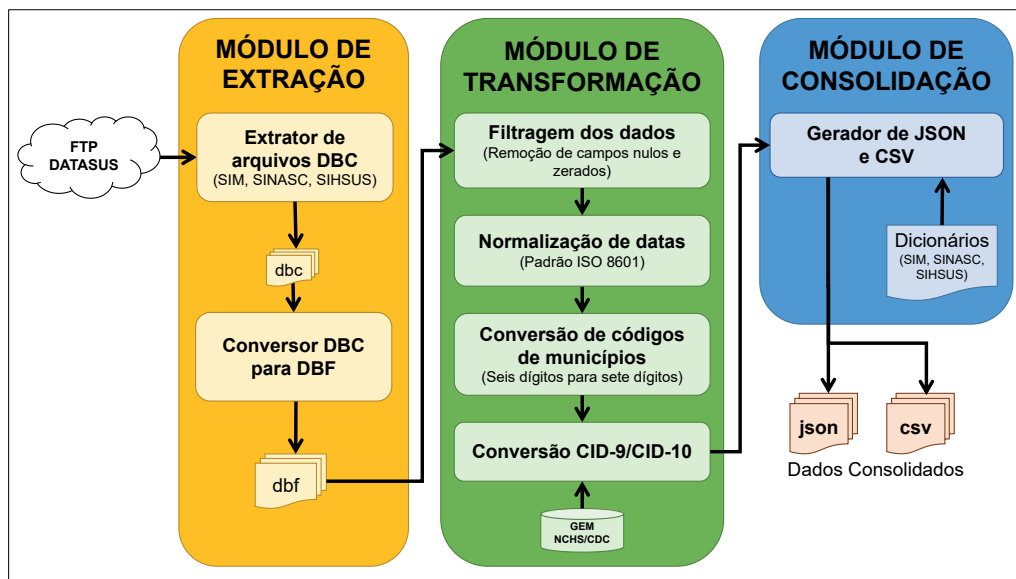 FTP
DATASUS
MÓDULO DE
EXTRAÇÃO
Extrator de
arquivos DBC
(SIM, SINASC, SIHSUS)
dbc
Conversor DBC
para DBF
dbf
MÓDULO DE
TRANSFORMAÇÃO
Filtragem dos dados
(Remoção de campos nulos e
zerados)
Normalização de datas
(Padrão ISO 8601)
Conversão de códigos
de municípios
(Seis dígitos para sete dígitos)
Conversão CID-9/CID-10
GEM
NCHS/CDC
MÓDULO DE
CONSOLIDAÇÃO
Gerador de JSON
e CSV
Dicionários
(SIM, SINASC,
SIHSUS)
json
csv
Dados Consolidados